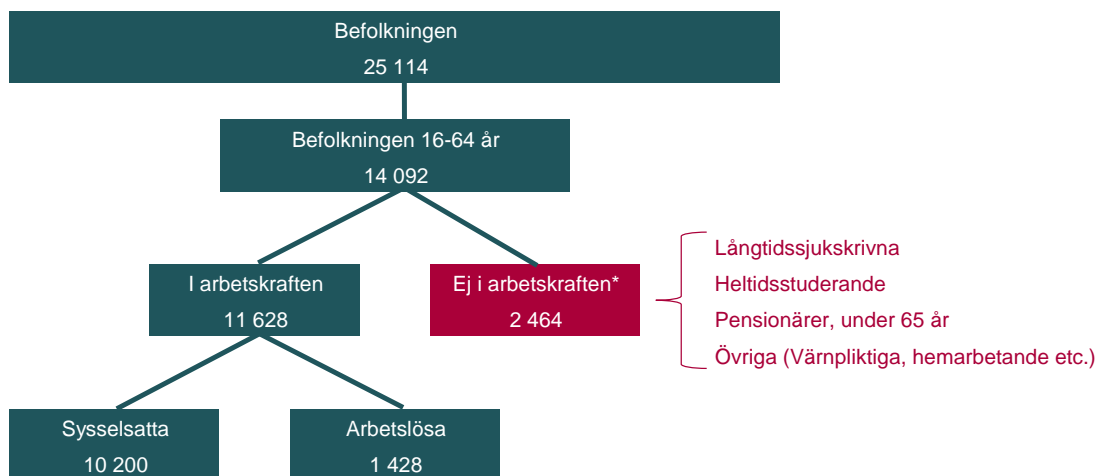 Befolkningen
25 114
Befolkningen 16-64 år
14 092
I arbetskraften
11 628
Ej i arbetskraften*
2 464
Långtidssjukskrivna
Heltidsstuderande
Pensionärer, under 65 år
Övriga (Värnpliktiga, hemarbetande etc.)
Sysselsatta
10 200
Arbetslösa
1 428